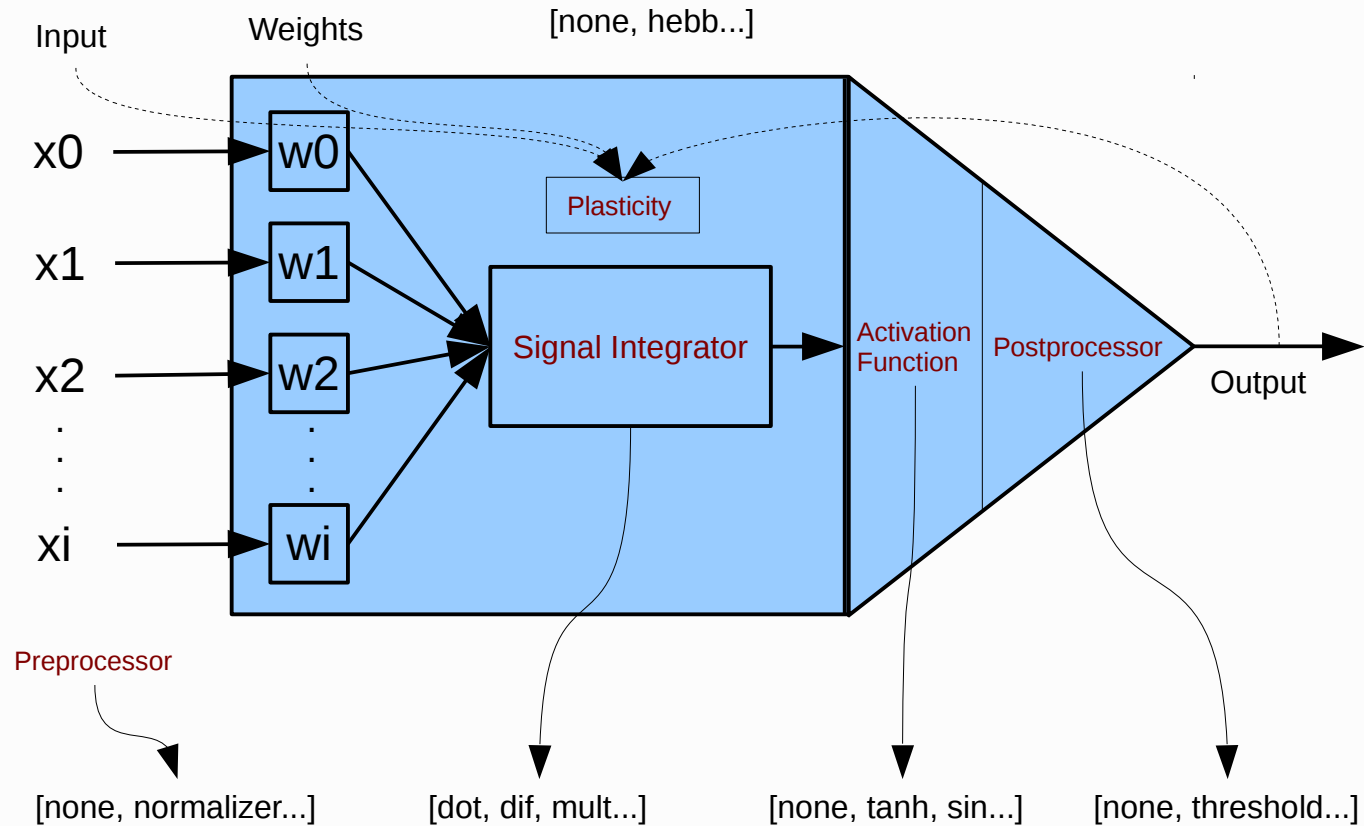 Input
Weights
[none, hebb...]
x0
w0
Plasticity
x1
w1
Signal Integrator
Activation
Function
Postprocessor
x2
w2
Output
.
.
.
.
.
.
xi
wi
Preprocessor
[none, normalizer...]
[dot, dif, mult...]
[none, tanh, sin...]
[none, threshold...]